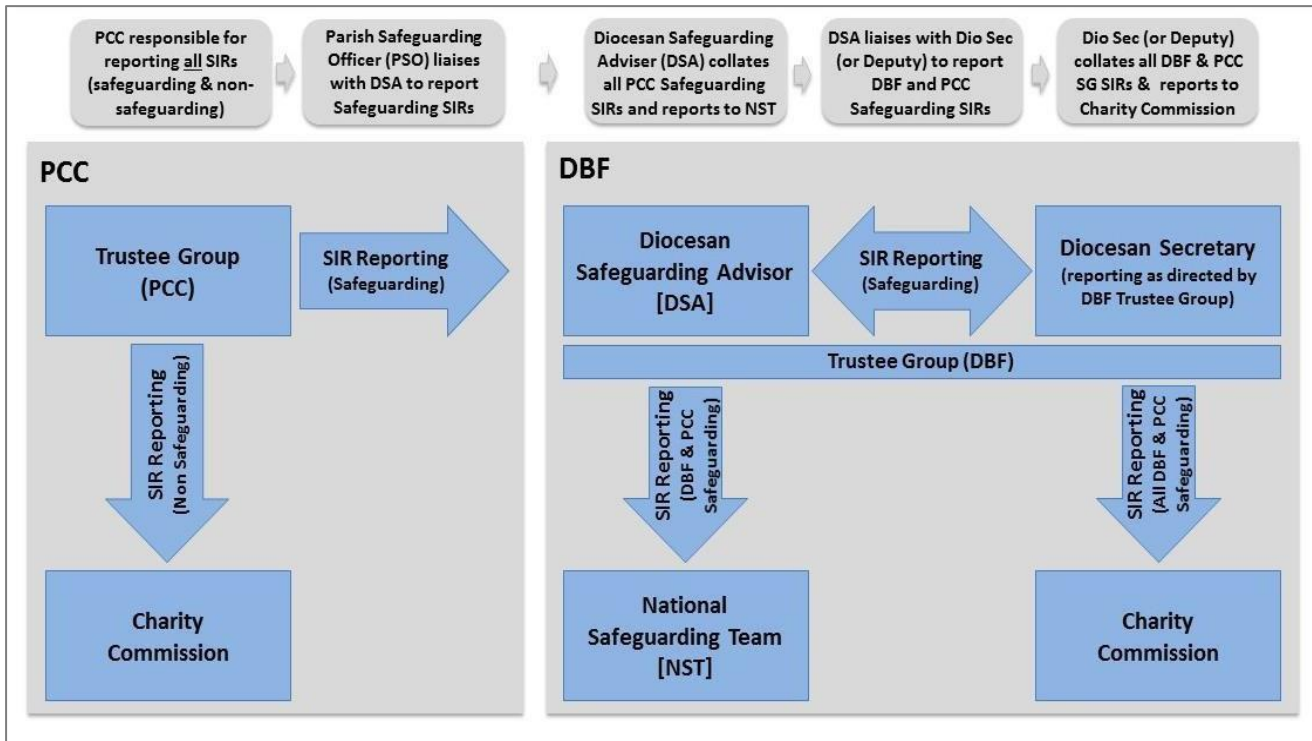 PCC responsible for
reporting all SIRs
(safeguarding & non-
safeguarding)
Parish Safeguarding
Officer (PSO) liaises
with DSA to report
Safeguarding SIRs
Diocesan Safeguarding
Adviser (DSA) collates
all PCC Safeguarding
SIRs and reports to NST
DSA liaises with Dio Sec
(or Deputy) to report
DBF and PCC
Safeguarding SIRs
Dio Sec (or Deputy)
collates all DBF & PCC
SG SIRs & reports to
Charity Commission
PCC
Trustee Group
(PCC)
SIR Reporting
(Safeguarding)
SIR Reporting
(Non Safeguarding)
Charity
Commission
DBF
Diocesan
Safeguarding Advisor
[DSA]
SIR Reporting
(Safeguarding)
Diocesan Secretary
(reporting as directed by
DBF Trustee Group)
Trustee Group (DBF)
SIR Reporting
(DBF & PCC
Safeguarding)
SIR Reporting
(All DBF & PCC
Safeguarding)
National
Safeguarding Team
[NST]
Charity
Commission